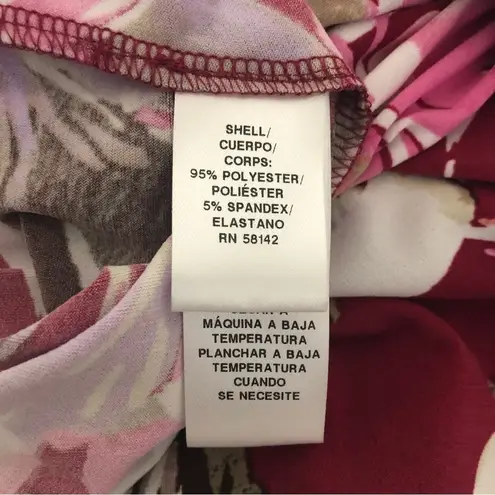 SHELL/
CUERPO/
CORPS:
95% POLYESTER/
POLIÉSTER
5% SPANDEX/
ELASTANO
RN 58142
MÁQUINA A BAJA
TEMPERATURA
PLANCHAR A BAJA
TEMPERATURA
CUANDO
SE NECESITE